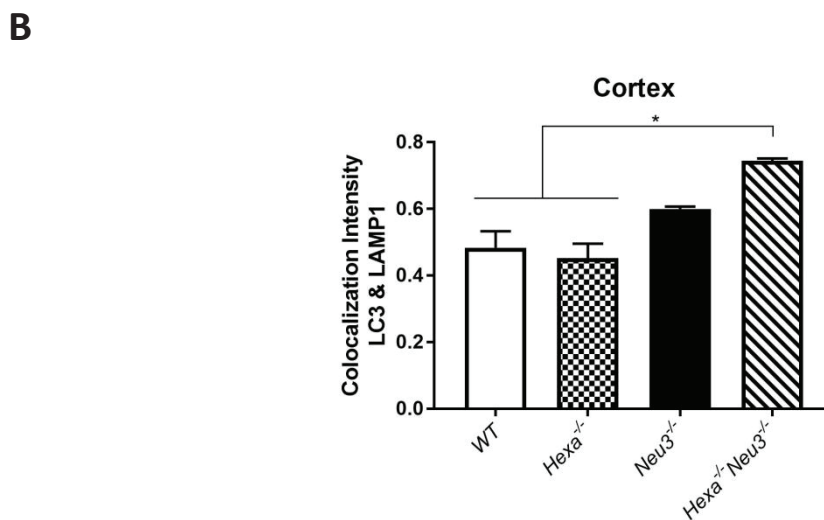 B
Cortex
*
Colocalization Intensity
LC3 & LAMP1
0.8
0.6
0.4
0.2
0.0
WT
Hexa-/-
Neu3-/-
Hexa-/-Neu3-/-